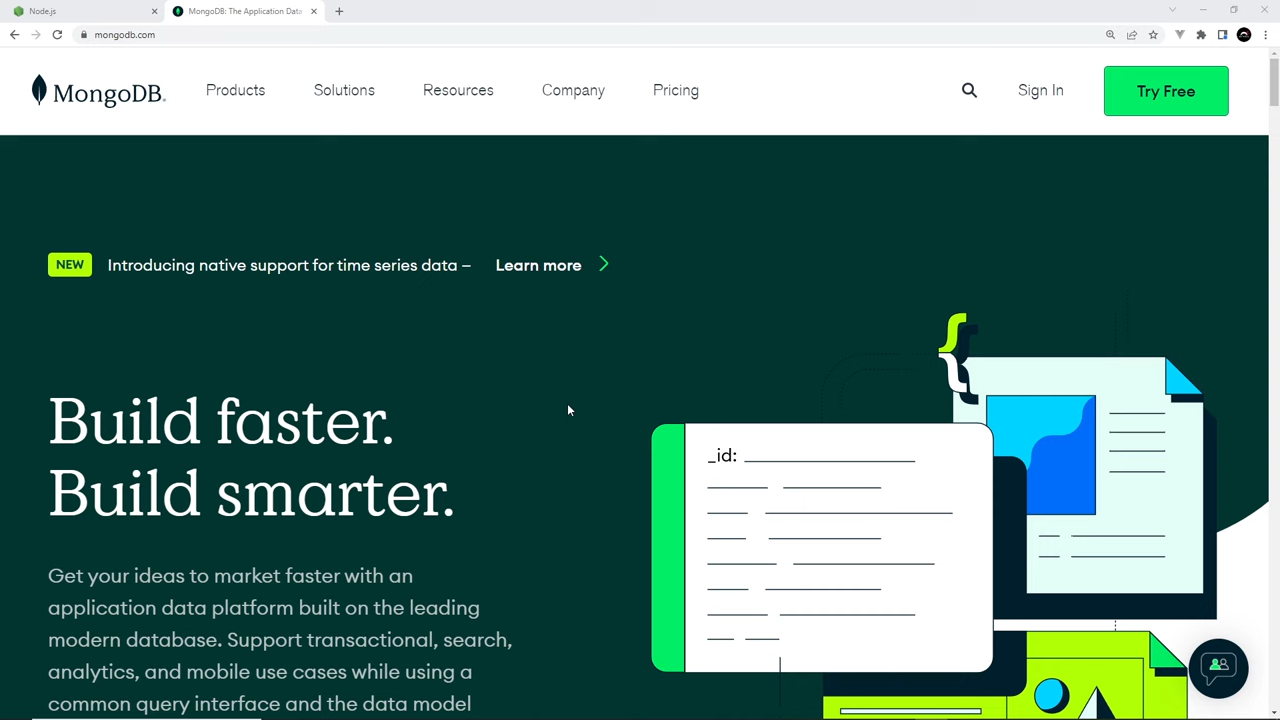 Node.js
MongoDB: The Application Data
mongodb.com
MongoDB.
Products
Solutions
Resources
Company
Pricing
Sign In
Try Free
NEW
Introducing native support for time series data –
Learn more
Build faster.
Build smarter.
Get your ideas to market faster with an
application data platform built on the leading
modern database. Support transactional, search,
analytics, and mobile use cases while using a
common query interface and the data model
{
_id: